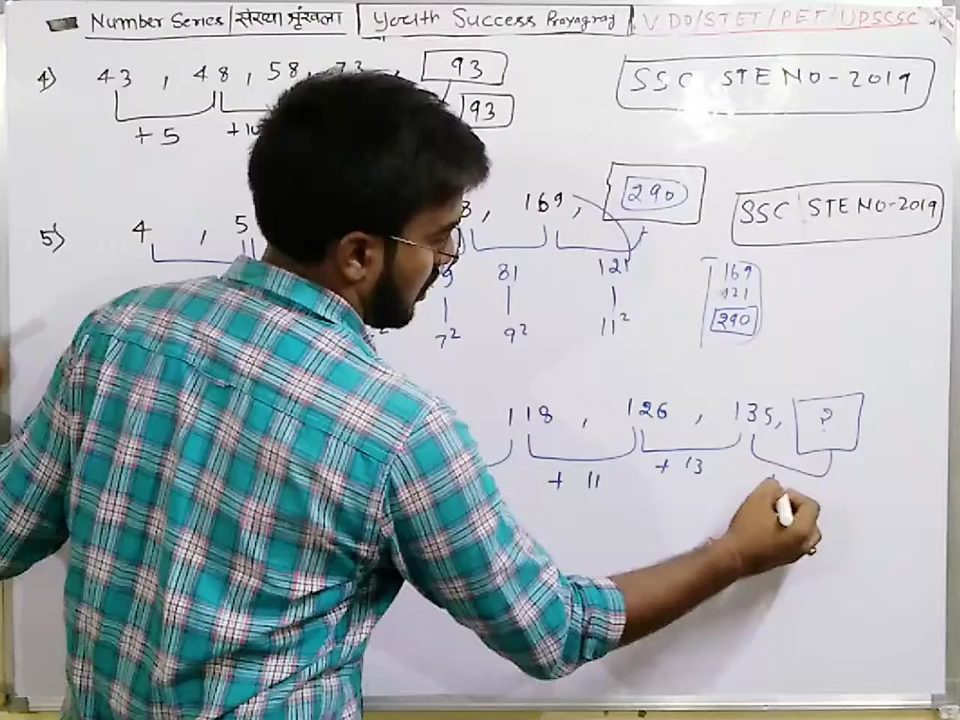 Number Series | संख्या श्रृंखला Youth Success Prayagraj V DO/STET/PET/UPSSSC
4) 43 , 48, 58, 73 , 93 SSC STENO-2019
+ 5 +10 93
5) 4 , 5 8, 169, 290 SSC STENO-2019
9 81 121 169
7² 9² 11² 121
290
118 , 126 , 135, ?
+ 11 + 13 +